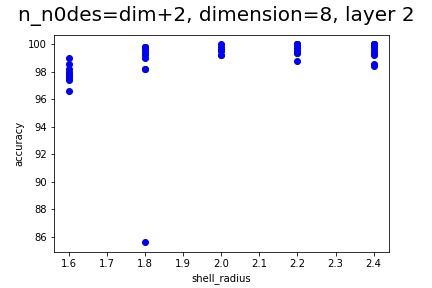 n_n0des=dim+2, dimension=8, layer 2
100
98
96
94
92
90
88
86
accuracy
1.6 1.7 1.8 1.9 2.0 2.1 2.2 2.3 2.4
shell_radius